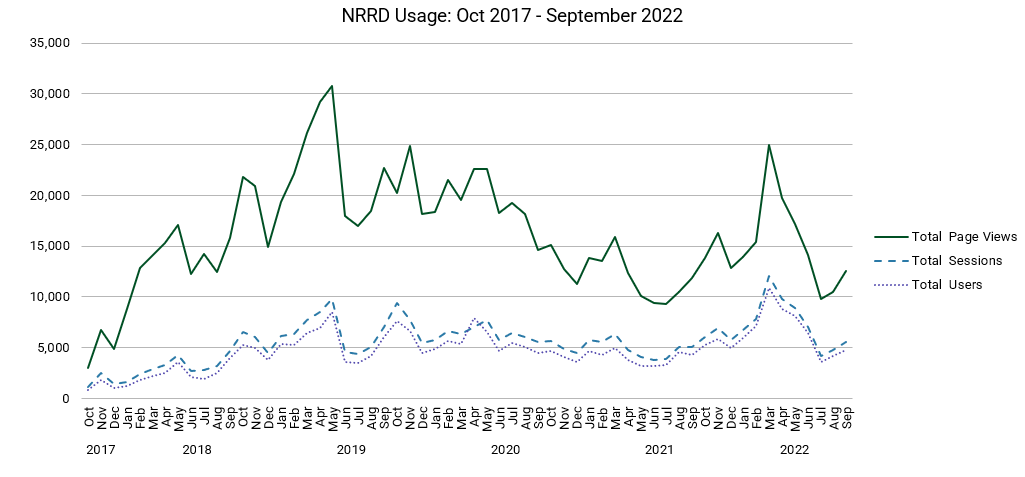 NRRD Usage: Oct 2017 - September 2022
35,000
30,000
25,000
20,000
15,000
10,000
5,000
0
Total Page Views
Total Sessions
Total Users
Oct Nov Dec Jan Feb Mar Apr May Jun Jul Aug Sep Oct Nov Dec Jan Feb Mar Apr May Jun Jul Aug Sep Oct Nov Dec Jan Feb Mar Apr May Jun Jul Aug Sep Oct Nov Dec Jan Feb Mar Apr May Jun Jul Aug Sep Oct Nov Dec Jan Feb Mar Apr May Jun Jul Aug Sep
2017 2018 2019 2020 2021 2022